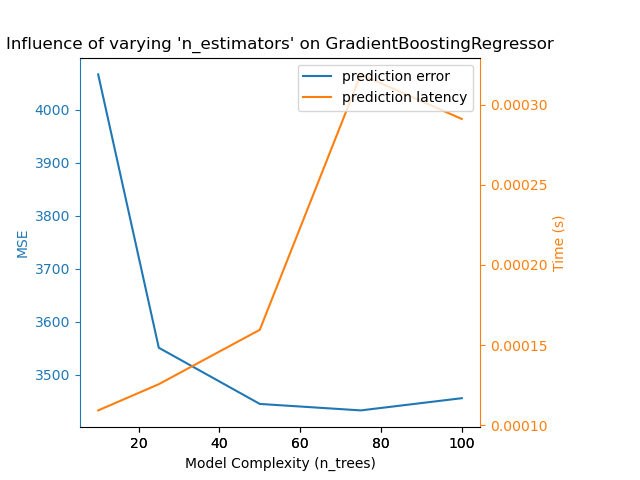 Influence of varying 'n_estimators' on GradientBoostingRegressor
prediction error
prediction latency
4000
3900
3800
3700
3600
3500
MSE
0.00030
0.00025
0.00020
0.00015
0.00010
Time (s)
20 40 60 80 100
Model Complexity (n_trees)